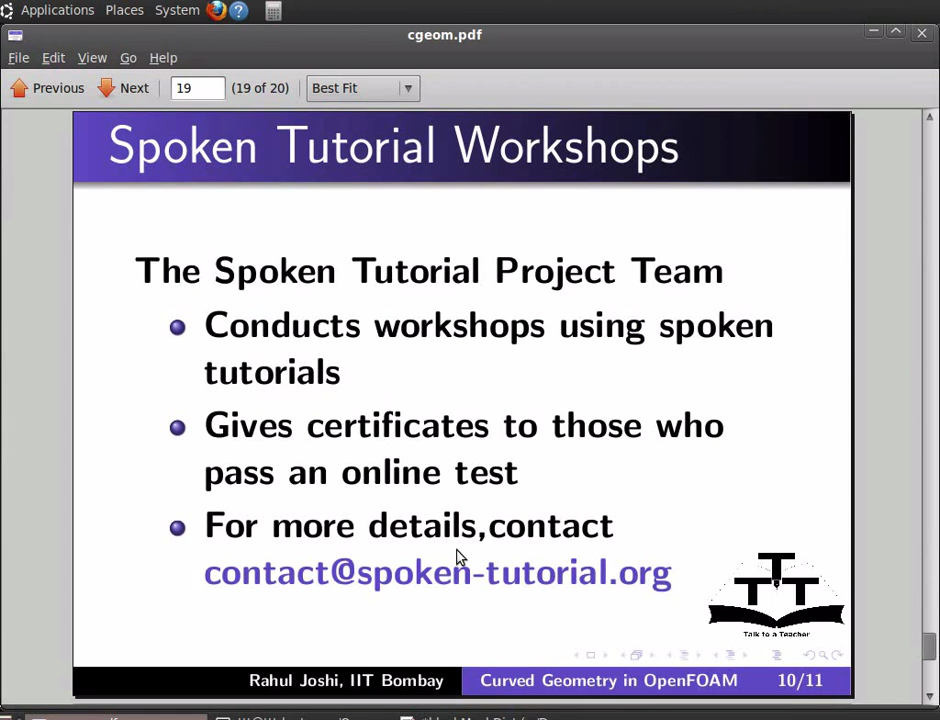 Applications Places System
cgeom.pdf
File Edit View Go Help
Previous Next 19 (19 of 20) Best Fit
Spoken Tutorial Workshops
The Spoken Tutorial Project Team
Conducts workshops using spoken
tutorials
Gives certificates to those who
pass an online test
For more details,contact
contact@spoken-tutorial.org
TTT
Talk to a Teacher
Rahul Joshi, IIT Bombay Curved Geometry in OpenFOAM 10/11